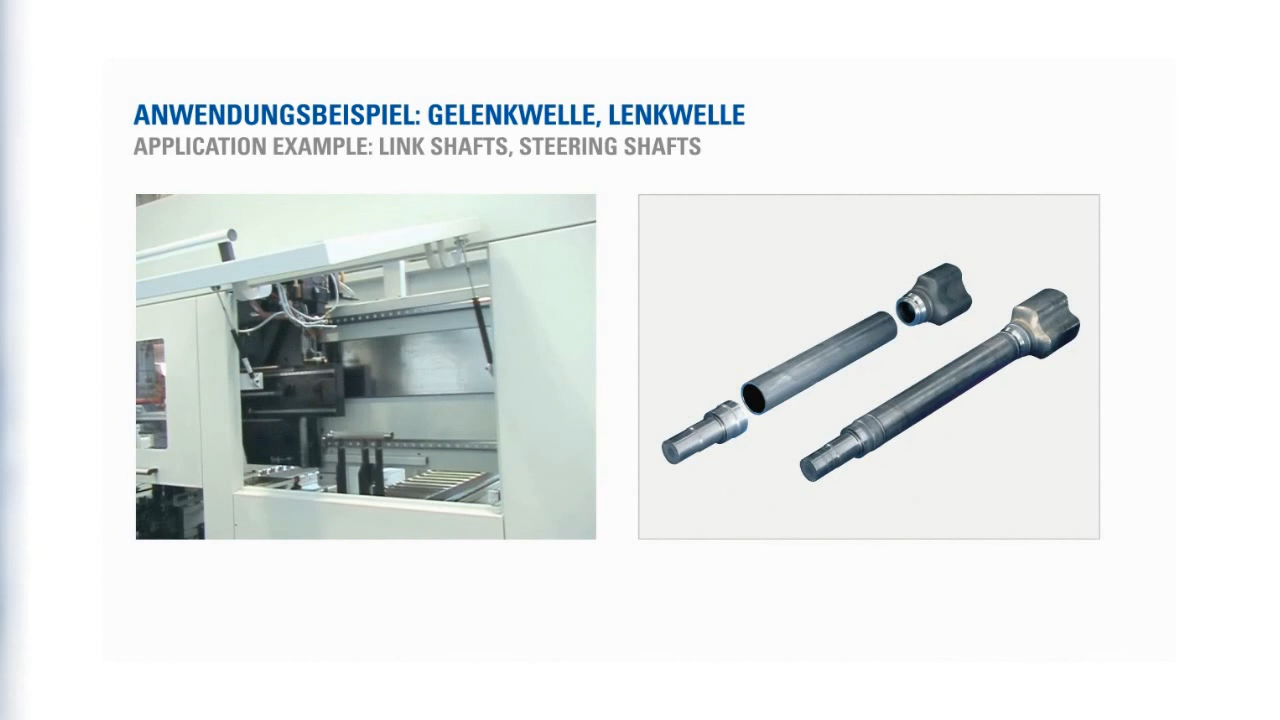 ANWENDUNGSBEISPIEL: GELENKWELLE, LENKWELLE
APPLICATION EXAMPLE: LINK SHAFTS, STEERING SHAFTS